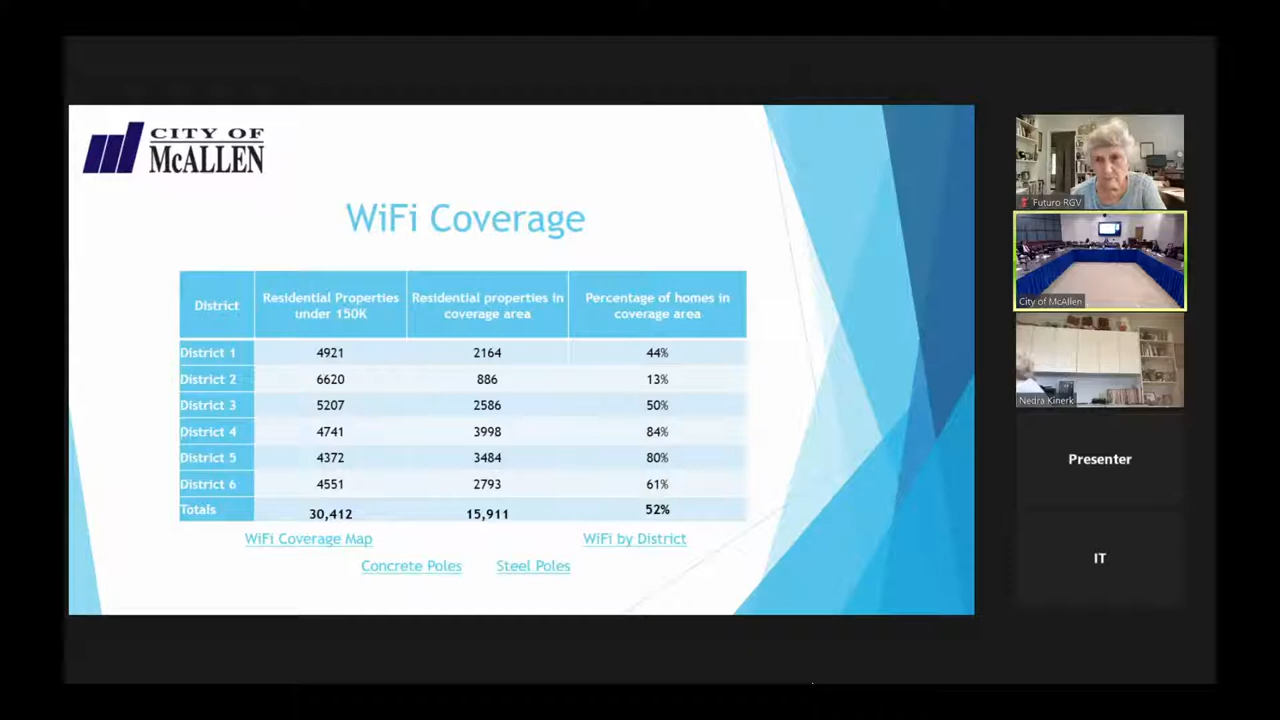 CITY OF
McALLEN
WiFi Coverage
District
Residential Properties under 150K
Residential properties in coverage area
Percentage of homes in coverage area
District 1 4921 2164 44%
District 2 6620 886 13%
District 3 5207 2586 50%
District 4 4741 3998 84%
District 5 4372 3484 80%
District 6 4551 2793 61%
Totals 30,412 15,911 52%
WiFi Coverage Map WiFi by District
Concrete Poles Steel Poles
Futuro RGV
City of McAllen
Nedra Kinerk
Presenter
IT